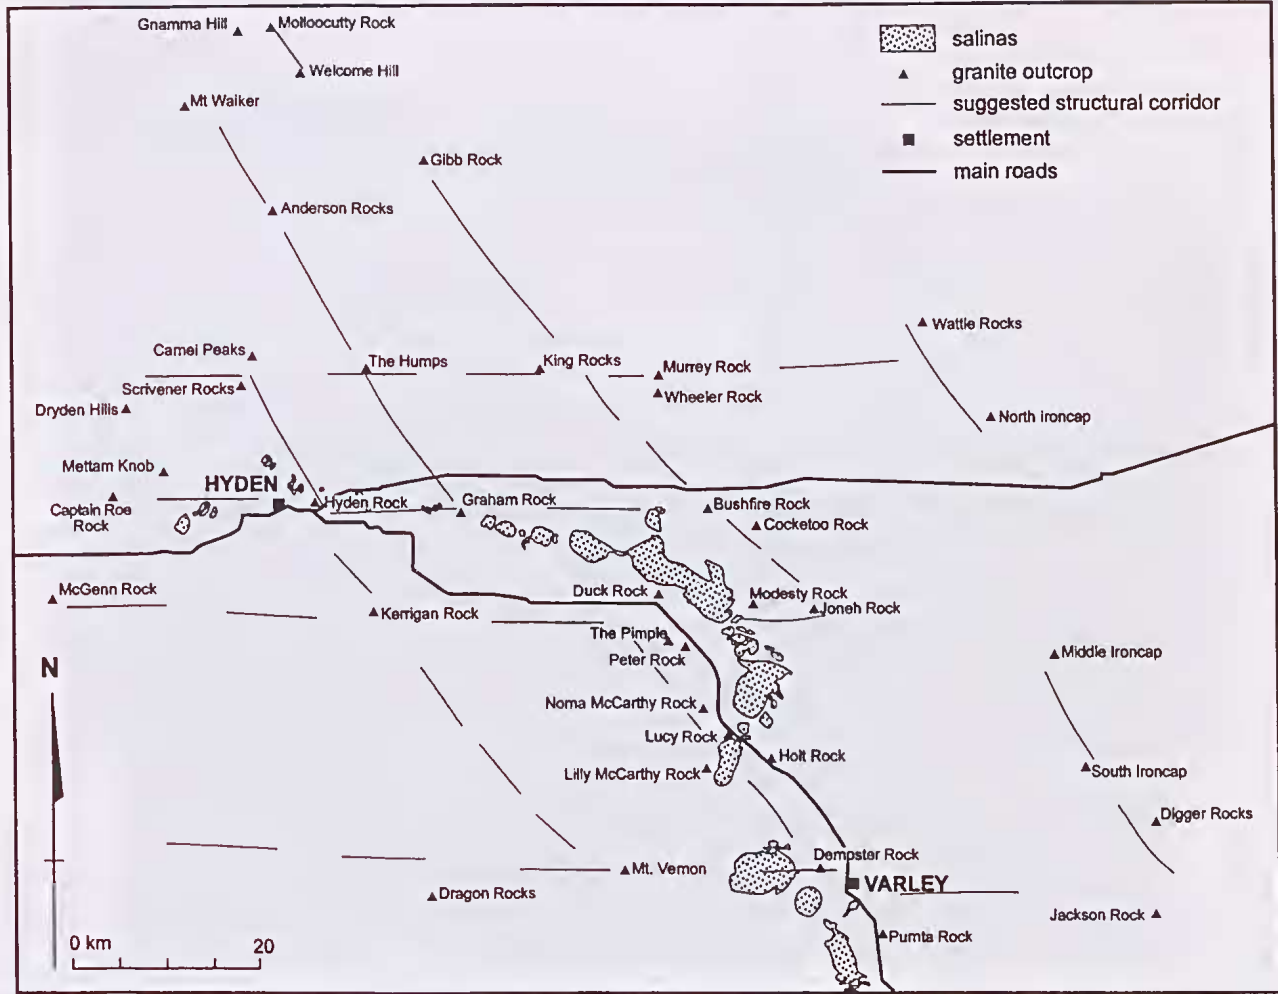 Gnamma Hill
Molloocutty Rock
Welcome Hill
Mt Walker
salinas
granite outcrop
suggested structural corridor
settlement
main roads
Gibb Rock
Anderson Rocks
Wattle Rocks
Camel Peaks
The Humps
King Rocks
Murrey Rock
Scrivener Rocks
Wheeler Rock
Dryden Hills
North Ironcap
Mettam Knob
HYDEN
Captain Roe
Rock
Hyden Rock
Graham Rock
Bushfire Rock
Cocketoo Rock
McGenn Rock
Kerrigan Rock
Duck Rock
Modesty Rock
Joneh Rock
The Pimple
Peter Rock
Middle Ironcap
N
Noma McCarthy Rock
Lucy Rock
Holt Rock
Lilly McCarthy Rock
South Ironcap
Digger Rocks
Mt. Vernon
Dempster Rock
VARLEY
Dragon Rocks
Jackson Rock
Pumta Rock
0 km 20